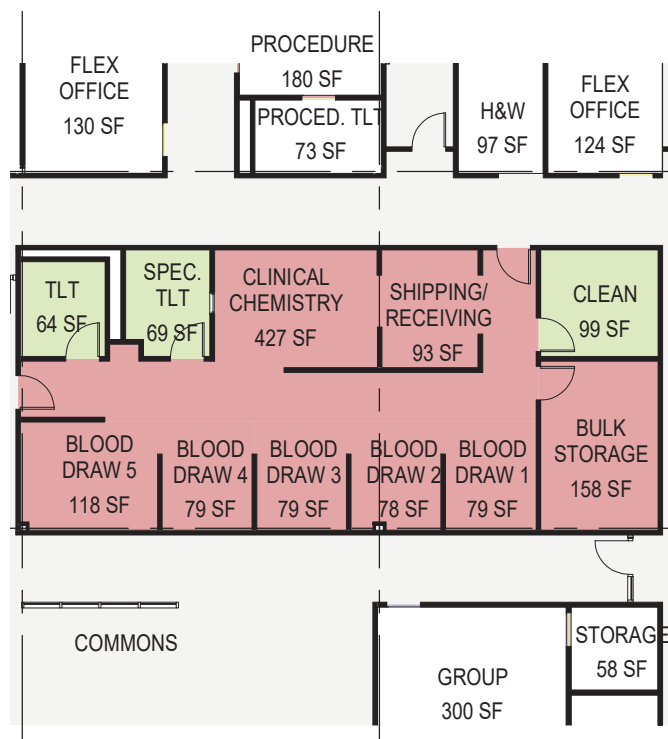 PROCEDURE
180 SF
FLEX
OFFICE
130 SF
PROCED. TLT
73 SF
H&W
97 SF
FLEX
OFFICE
124 SF
TLT
64 SF
SPEC.
TLT
69 SF
CLINICAL
CHEMISTRY
427 SF
SHIPPING/
RECEIVING
93 SF
CLEAN
99 SF
BLOOD
DRAW 5
118 SF
BLOOD
DRAW 4
79 SF
BLOOD
DRAW 3
79 SF
BLOOD
DRAW 2
78 SF
BLOOD
DRAW 1
79 SF
BULK
STORAGE
158 SF
COMMONS
GROUP
300 SF
STORAGE
58 SF